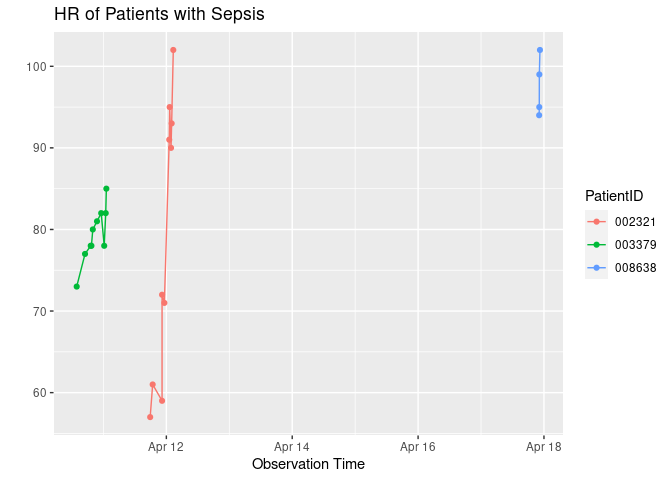 HR of Patients with Sepsis
100
90
80
70
60
Apr 12
Apr 14
Apr 16
Apr 18
Observation Time
PatientID
002321
003379
008638